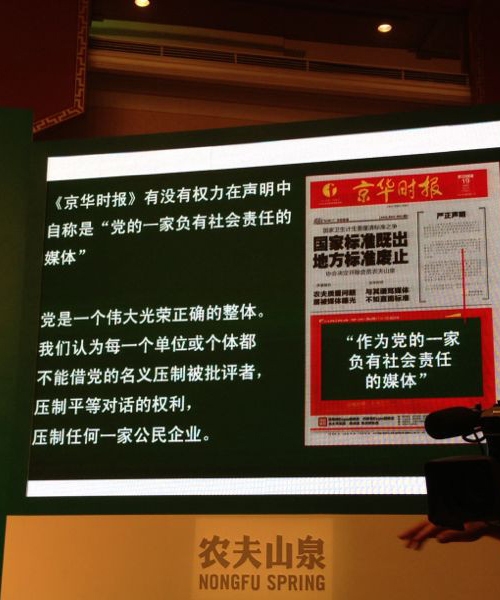 《京华时报》有没有权力在声明中
自称是“党的一家负有社会责任的
媒体”
党是一个伟大光荣正确的整体。
我们认为每一个单位或个体都
不能借党的名义压制被批评者，
压制平等对话的权利，
压制任何一家公民企业。
京华时报
19
严正声明
国家标准既出
地方标准废止
“作为党的一家
负有社会责任
的媒体”
农夫山泉
NONGFU SPRING